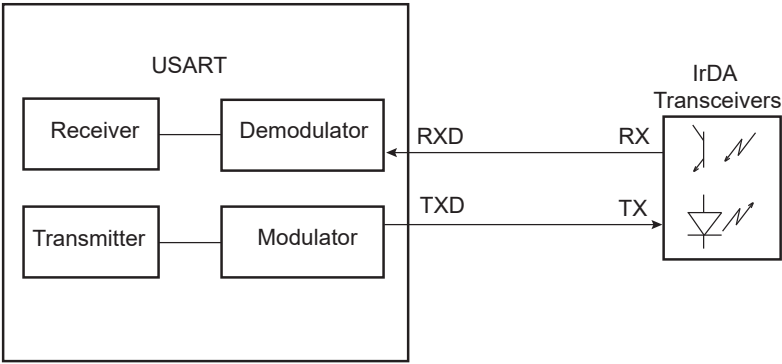 USART
IrDA
Transceivers
Receiver
Demodulator
RXD
RX
Transmitter
Modulator
TXD
TX